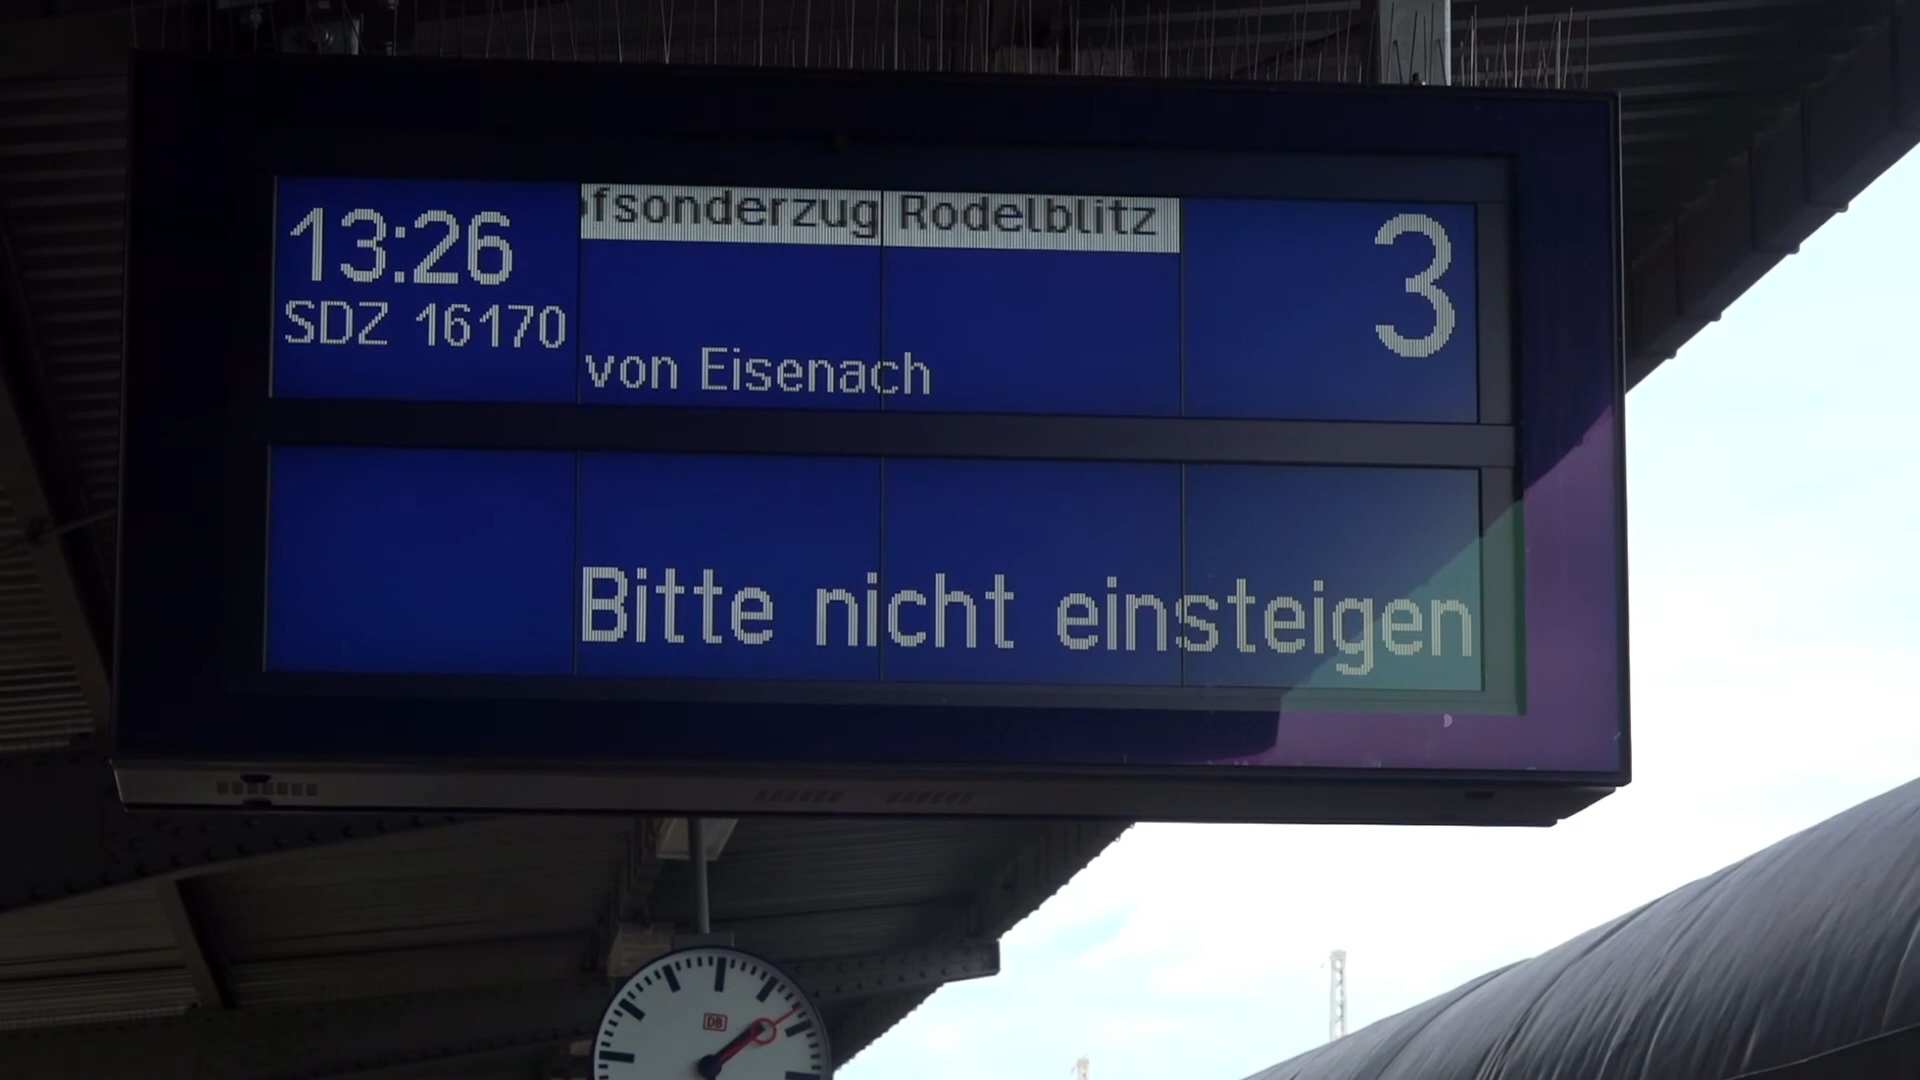 13:26
fsonderzug Rodelblitz
3
SDZ 16170
von Eisenach
Bitte nicht einsteigen
DB